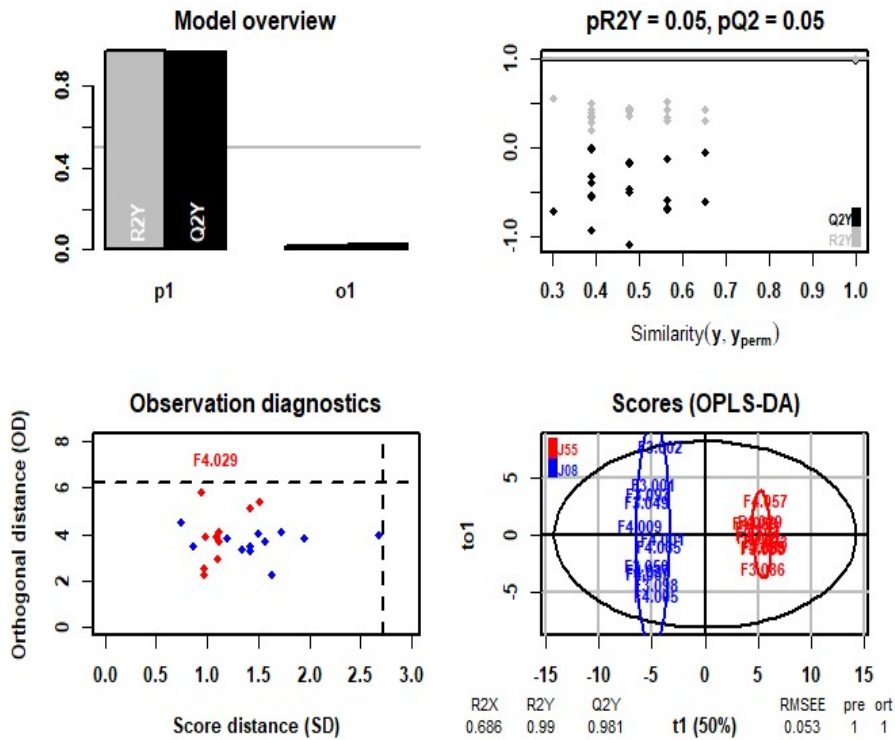 Model overview
0.8
0.4
0.0
R2Y
Q2Y
p1
o1
pR2Y = 0.05, pQ2 = 0.05
1.0
0.0
-1.0
Q2Y
R2Y
0.3 0.4 0.5 0.6 0.7 0.8 0.9 1.0
Similarity(y, yperm)
Observation diagnostics
Orthogonal distance (OD)
8
6
4
2
0
F4.029
0.0 0.5 1.0 1.5 2.0 2.5 3.0
Score distance (SD)
Scores (OPLS-DA)
to1
5
0
-5
J55
J08
F3.002
F3.001
F3.049
F4.009
F3.098
F4.005
F4.057
F3.036
-15 -10 -5 0 5 10 15
R2X R2Y Q2Y RMSEE pre ort
0.686 0.99 0.981 t1 (50%) 0.053 1 1